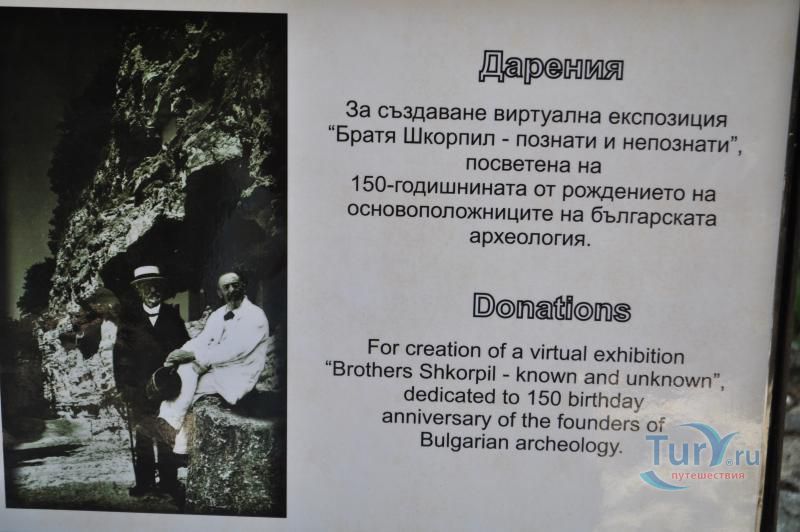 Дарения
За създаване виртуална експозиция
“Братя Шкорпил - познати и непознати”,
посветена на
150-годишнината от рождението на
основоположниците на българската
археология.
Donations
For creation of a virtual exhibition
“Brothers Shkorpil - known and unknown”,
dedicated to 150 birthday
anniversary of the founders of
Bulgarian archeology.
Tury.ru
путешествия